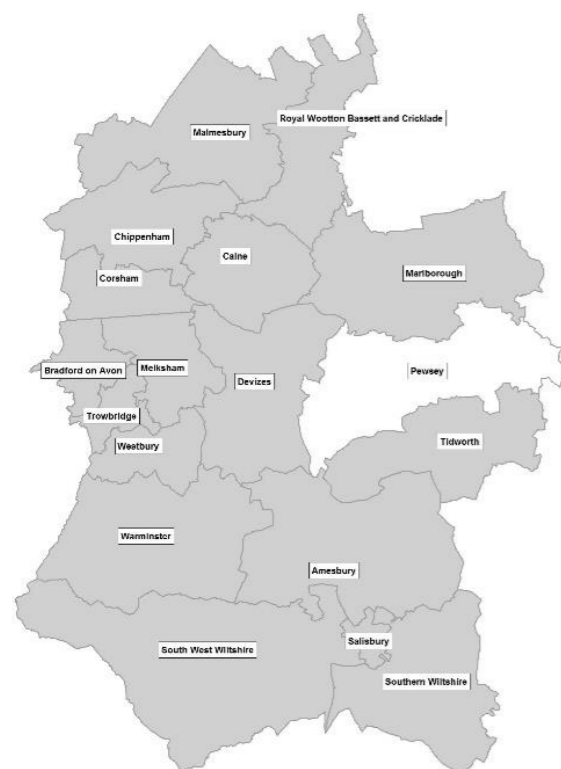 Royal Wootton Bassett and Cricklade
Malmesbury
Chippenham
Calne
Corsham
Marlborough
Bradford on Avon
Melksham
Devizes
Pewsey
Trowbridge
Westbury
Tidworth
Warminster
Amesbury
Salisbury
South West Wiltshire
Southern Wiltshire